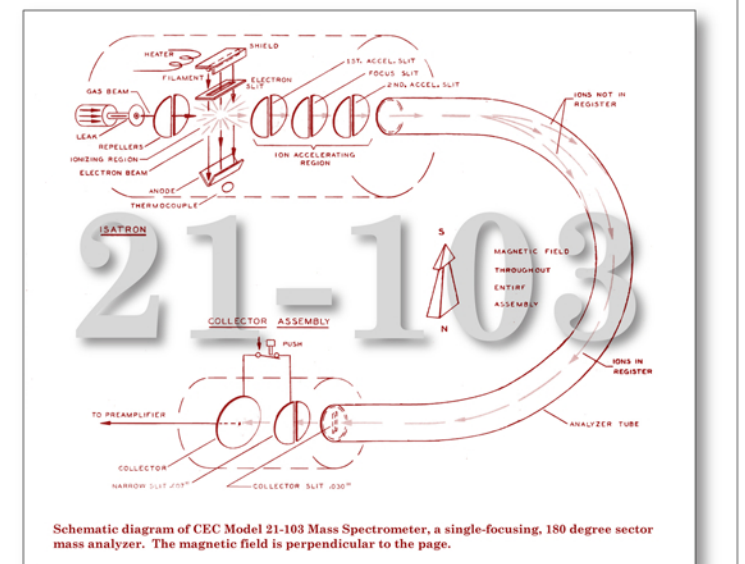 SHIELD
HEATER
FILAMENT
ELECTRON
SLIT
1ST. ACCEL. SLIT
FOCUS SLIT
2ND. ACCEL. SLIT
GAS BEAM
IONS NOT IN
REGISTER
LEAK
REPELLERS
IONIZING REGION
ELECTRON BEAM
ION ACCELERATING
REGION
ANODE
THERMOCOUPLE
ISATRON
21-103
S
MAGNETIC FIELD
THROUGHOUT
ENTIRE
ASSEMBLY
N
COLLECTOR ASSEMBLY
PUSH
IONS IN
REGISTER
TO PREAMPLIFIER
ANALYZER TUBE
COLLECTOR
NARROW SLIT
COLLECTOR SLIT .030"
Schematic diagram of CEC Model 21-103 Mass Spectrometer, a single-focusing, 180 degree sector
mass analyzer. The magnetic field is perpendicular to the page.